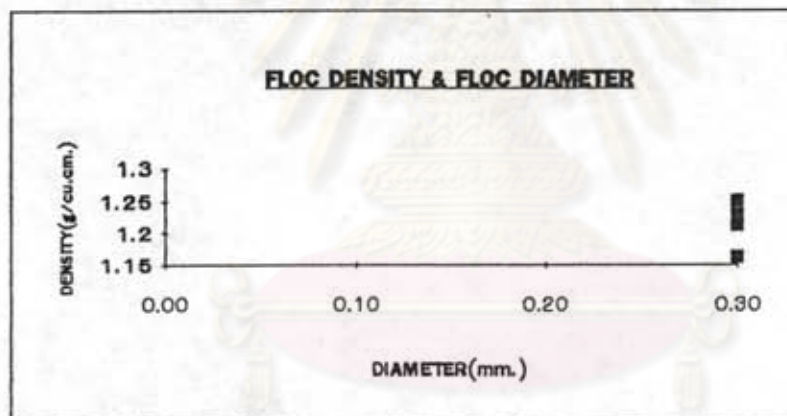 FLOC DENSITY & FLOC DIAMETER
DENSITY(g/cu.cm.)
1.3
1.25
1.2
1.15
0.00 0.10 0.20 0.30
DIAMETER(mm.)